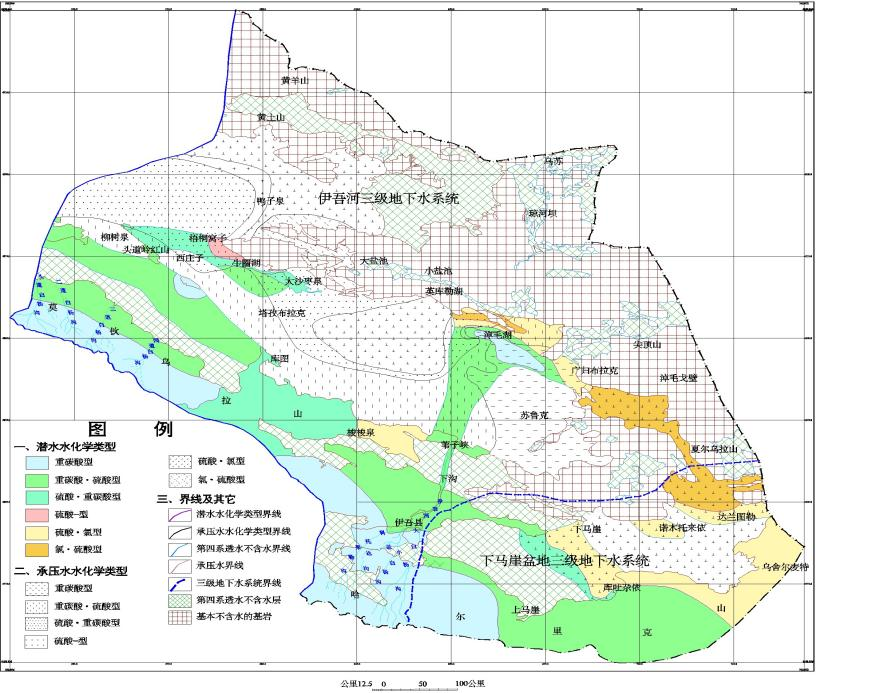 黄羊山
黄土山
乌苏
鸭子泉
伊吾河三级地下水系统
琼河坝
柳树泉
梧桐窝子
头道岭红山
西庄子
牛圈湖
大盐池
小盐池
大沙枣泉
英库勒湖
莫
塔孜布拉克
钦
淖毛湖
尖顶山
乌
库图
广归布拉克
淖毛戈壁
拉
山
苏鲁克
梭梭泉
苇子峡
夏尔乌拉山
下沟
伊吾县
达兰图勒
下马崖
诺木托来依
下马崖盆地三级地下水系统
乌舍尔麦特
库吐尕依
哈
上马崖
山
尔
里
克
图 例
一、潜水水化学类型
重碳酸型
重碳酸·硫酸型
硫酸·重碳酸型
硫酸—型
硫酸·氯型
氯·硫酸型
二、承压水水化学类型
重碳酸型
重碳酸·硫酸型
硫酸·重碳酸型
硫酸—型
硫酸·氯型
氯·硫酸型
三、界线及其它
潜水水化学类型界线
承压水水化学类型界线
第四系透水不含水界线
承压水界线
三级地下水系统界线
第四系透水不含水层
基本不含水的基岩
公里12.5 0 50 100公里